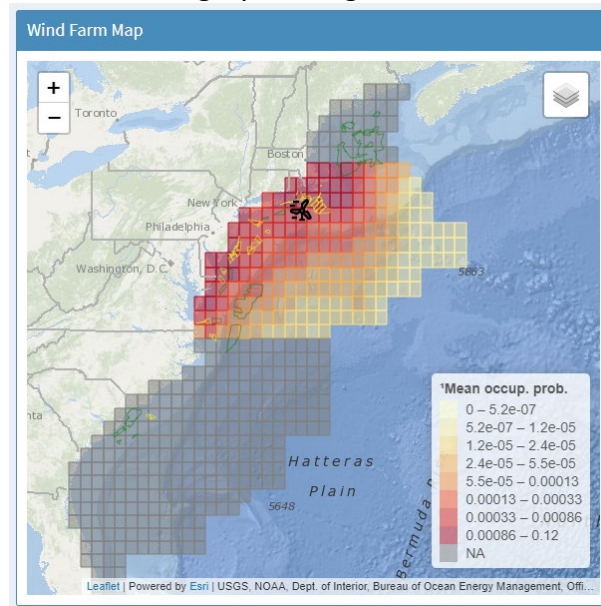 Wind Farm Map
+
−
Toronto
Boston
New York
Philadelphia
Washington, D.C.
5863
¹Mean occup. prob.
0 – 5.2e-07
5.2e-07 – 1.2e-05
1.2e-05 – 2.4e-05
2.4e-05 – 5.5e-05
5.5e-05 – 0.00013
0.00013 – 0.00033
0.00033 – 0.00086
0.00086 – 0.12
NA
Hatteras
Plain
5648
Bermuda
Leaflet | Powered by Esri | USGS, NOAA, Dept. of Interior, Bureau of Ocean Energy Management, Offi...